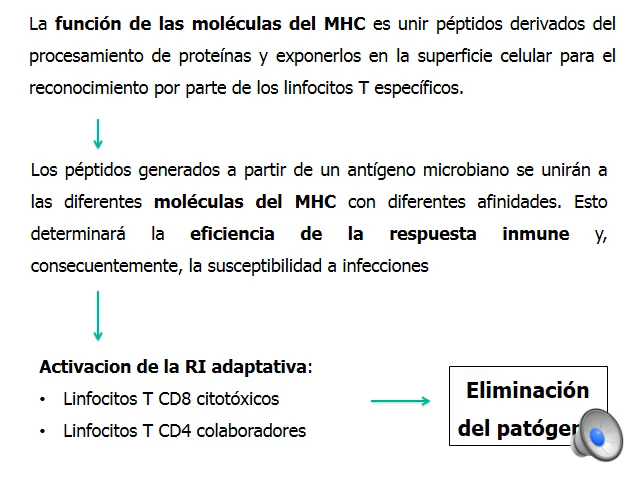 La función de las moléculas del MHC es unir péptidos derivados del
procesamiento de proteínas y exponerlos en la superficie celular para el
reconocimiento por parte de los linfocitos T específicos.
Los péptidos generados a partir de un antígeno microbiano se unirán a
las diferentes moléculas del MHC con diferentes afinidades. Esto
determinará la eficiencia de la respuesta inmune y,
consecuentemente, la susceptibilidad a infecciones
Activacion de la RI adaptativa:
• Linfocitos T CD8 citotóxicos
• Linfocitos T CD4 colaboradores
Eliminación
del